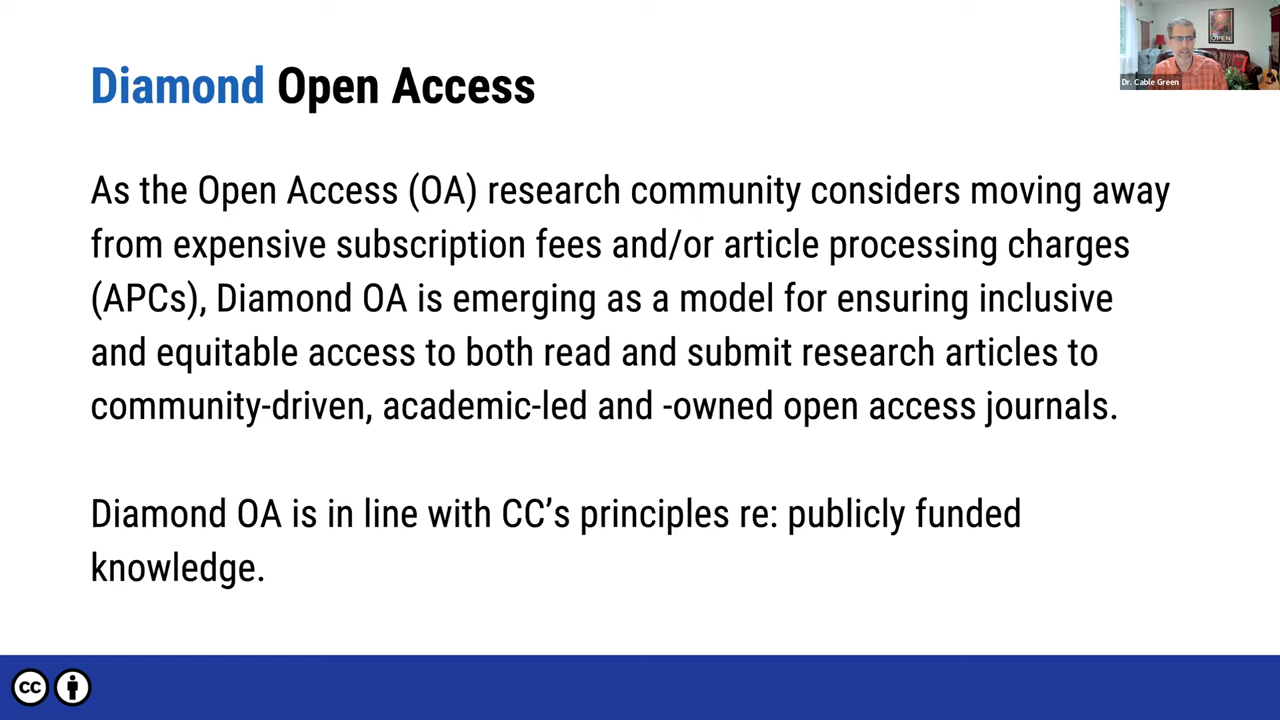 Diamond Open Access
OPEN
Dr. Cable Green
As the Open Access (OA) research community considers moving away
from expensive subscription fees and/or article processing charges
(APCs), Diamond OA is emerging as a model for ensuring inclusive
and equitable access to both read and submit research articles to
community-driven, academic-led and -owned open access journals.
Diamond OA is in line with CC’s principles re: publicly funded
knowledge.
cc